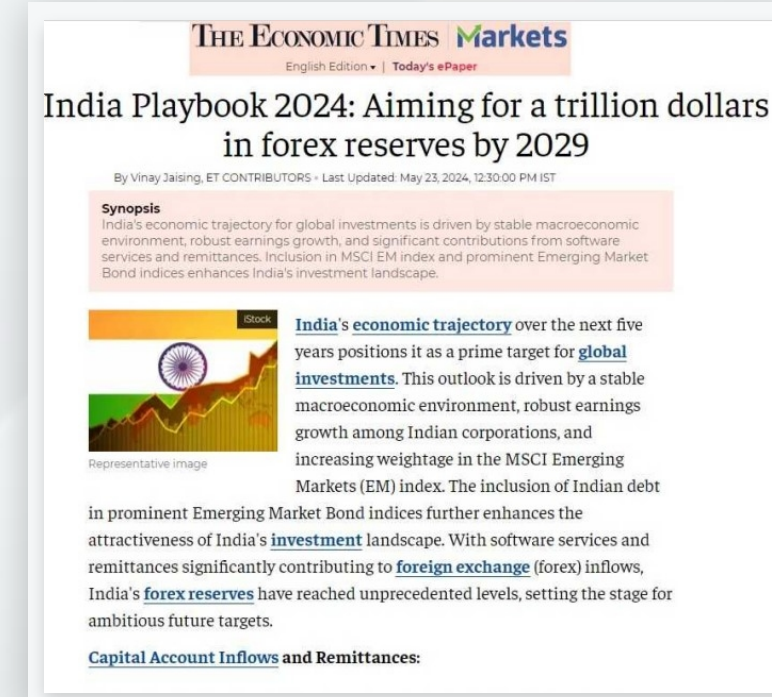 THE ECONOMIC TIMES | Markets
English Edition ▾ | Today's ePaper
India Playbook 2024: Aiming for a trillion dollars
in forex reserves by 2029
By Vinay Jaising, ET CONTRIBUTORS • Last Updated: May 23, 2024, 12:30:00 PM IST
Synopsis
India's economic trajectory for global investments is driven by stable macroeconomic
environment, robust earnings growth, and significant contributions from software
services and remittances. Inclusion in MSCI EM index and prominent Emerging Market
Bond indices enhances India's investment landscape.
iStock
Representative image
India's economic trajectory over the next five
years positions it as a prime target for global
investments. This outlook is driven by a stable
macroeconomic environment, robust earnings
growth among Indian corporations, and
increasing weightage in the MSCI Emerging
Markets (EM) index. The inclusion of Indian debt
in prominent Emerging Market Bond indices further enhances the
attractiveness of India's investment landscape. With software services and
remittances significantly contributing to foreign exchange (forex) inflows,
India's forex reserves have reached unprecedented levels, setting the stage for
ambitious future targets.
Capital Account Inflows and Remittances: